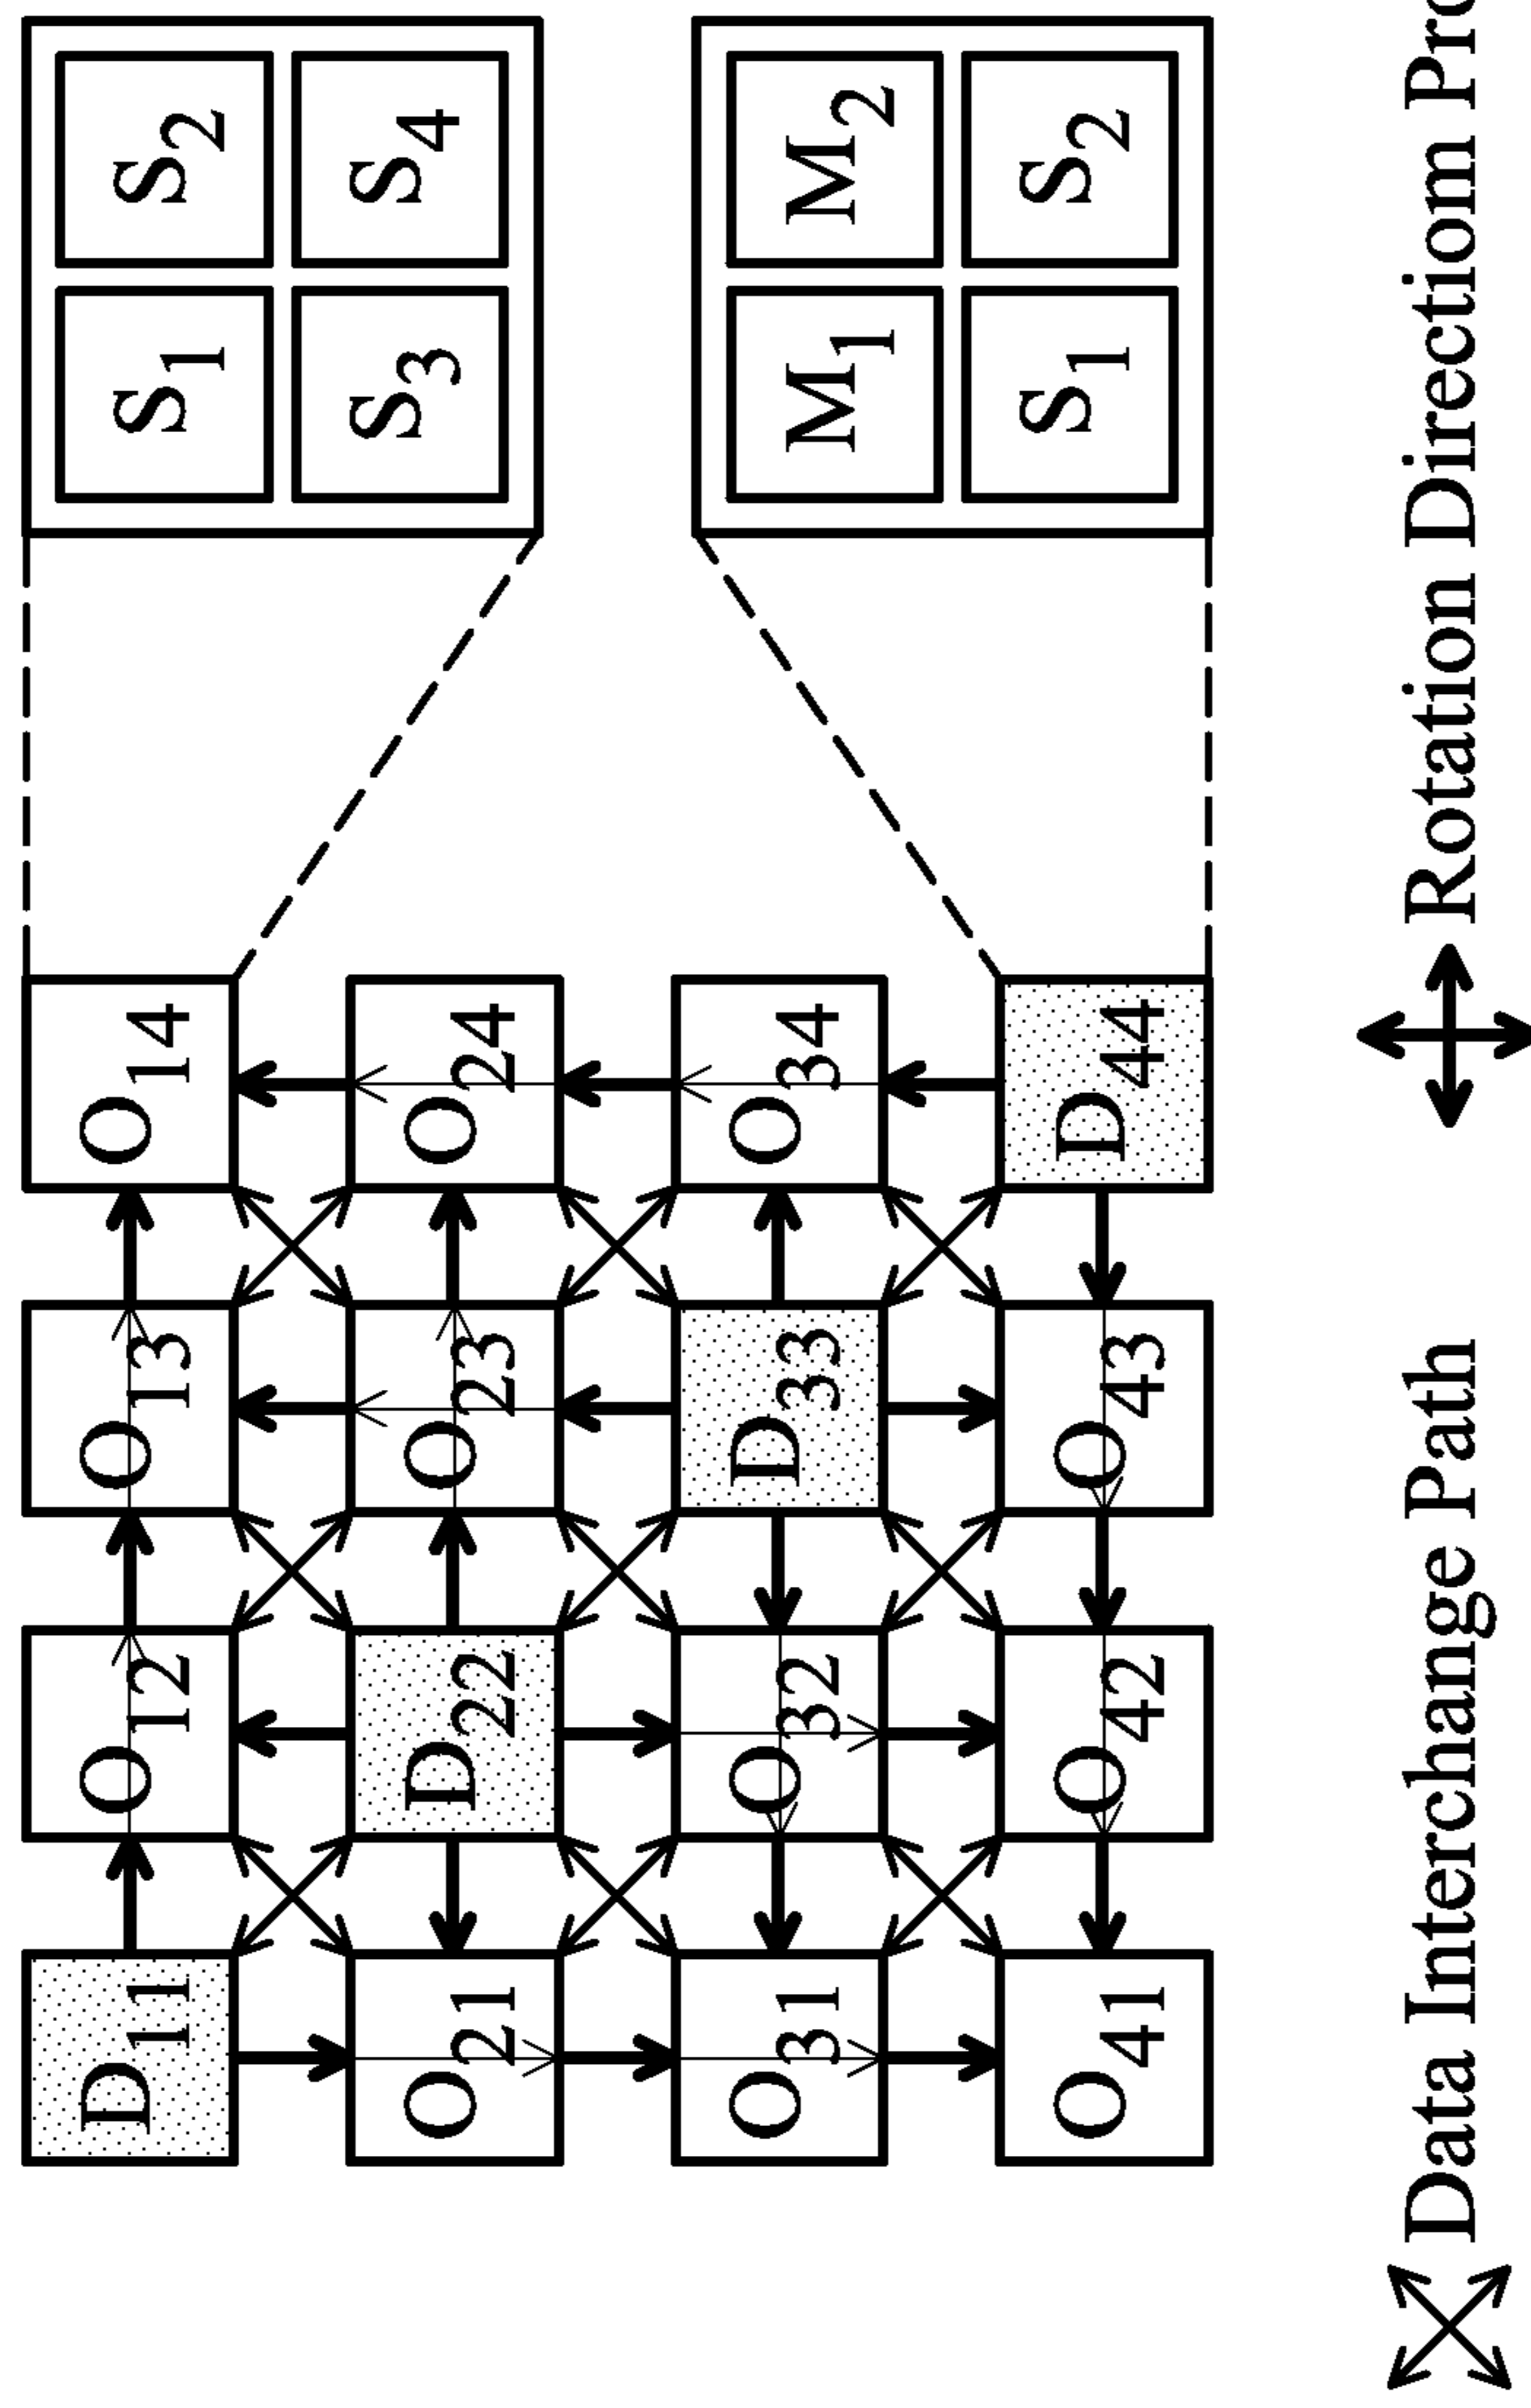 D11 O12 O13 O14 S1 S2
O21 D22 O23 O24 S3 S4
O31 O32 D33 O34 M1 M2
O41 O42 O43 D44 S1 S2
Data Interchange Path Rotation Directiom